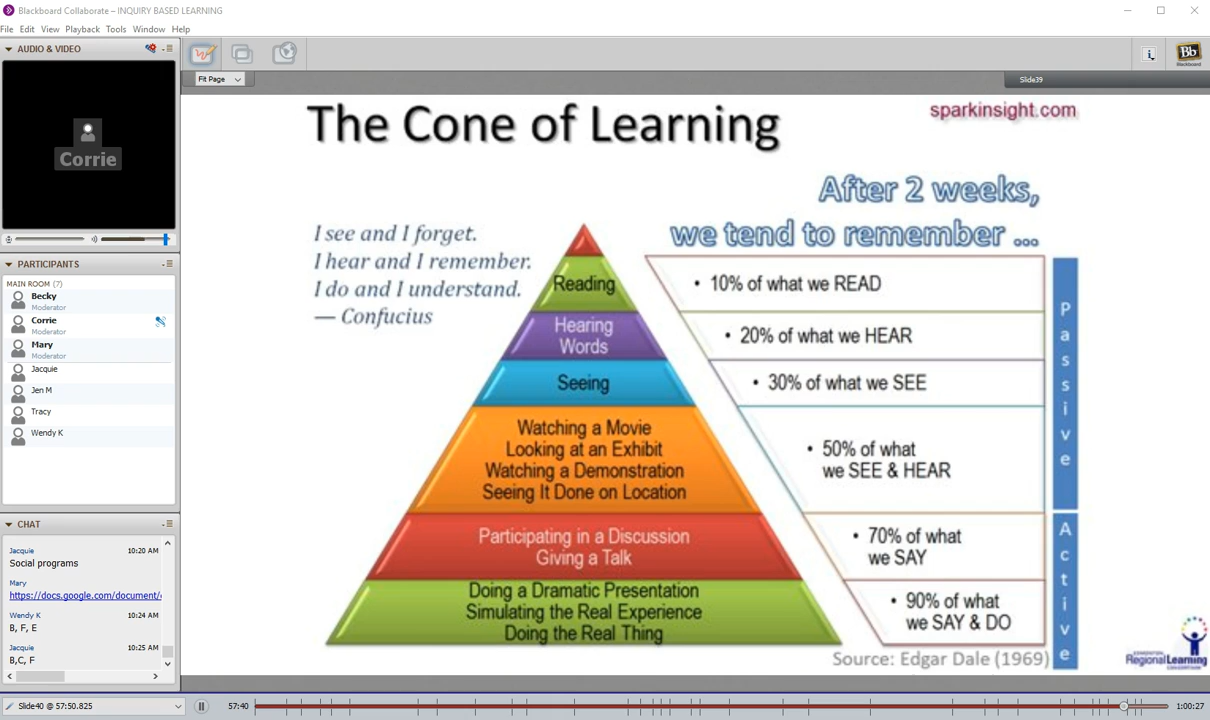 Blackboard Collaborate – INQUIRY BASED LEARNING
File Edit View Playback Tools Window Help
AUDIO & VIDEO
Corrie
PARTICIPANTS
MAIN ROOM (7)
Becky
Moderator
Corrie
Moderator
Mary
Moderator
Jacquie
Jen M
Tracy
Wendy K
CHAT
Jacquie 10:20 AM
Social programs
Mary
https://docs.google.com/document/
Wendy K 10:24 AM
B, F, E
Jacquie 10:25 AM
B,C, F
Fit Page
Slide39
Bb
Blackboard
The Cone of Learning
sparkinsight.com
After 2 weeks,
we tend to remember ...
I see and I forget.
I hear and I remember.
I do and I understand.
— Confucius
Reading
Hearing
Words
Seeing
Watching a Movie
Looking at an Exhibit
Watching a Demonstration
Seeing It Done on Location
Participating in a Discussion
Giving a Talk
Doing a Dramatic Presentation
Simulating the Real Experience
Doing the Real Thing
• 10% of what we READ
• 20% of what we HEAR
• 30% of what we SEE
• 50% of what
we SEE & HEAR
• 70% of what
we SAY
• 90% of what
we SAY & DO
Passive
Active
Source: Edgar Dale (1969)
Regional Learning
Slide40 @ 57:50.825
57:40
1:00:27